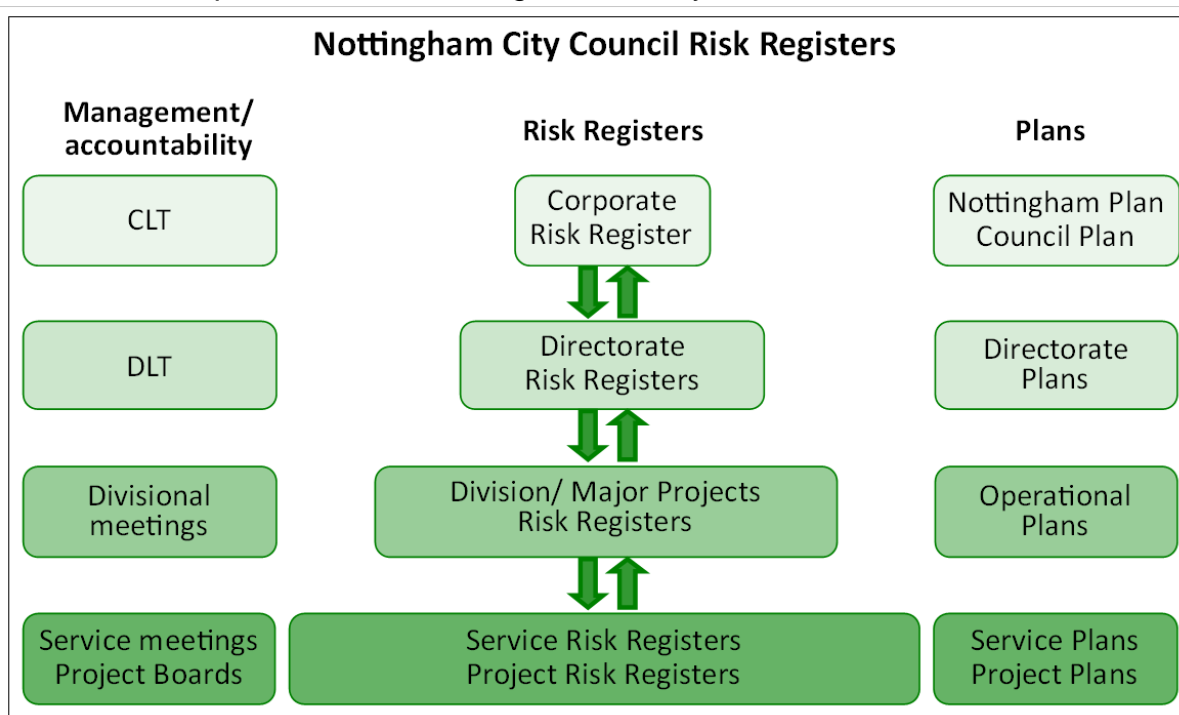 Nottingham City Council Risk Registers
Management/
accountability
Risk Registers
Plans
CLT
Corporate
Risk Register
Nottingham Plan
Council Plan
DLT
Directorate
Risk Registers
Directorate
Plans
Divisional
meetings
Division/ Major Projects
Risk Registers
Operational
Plans
Service meetings
Project Boards
Service Risk Registers
Project Risk Registers
Service Plans
Project Plans